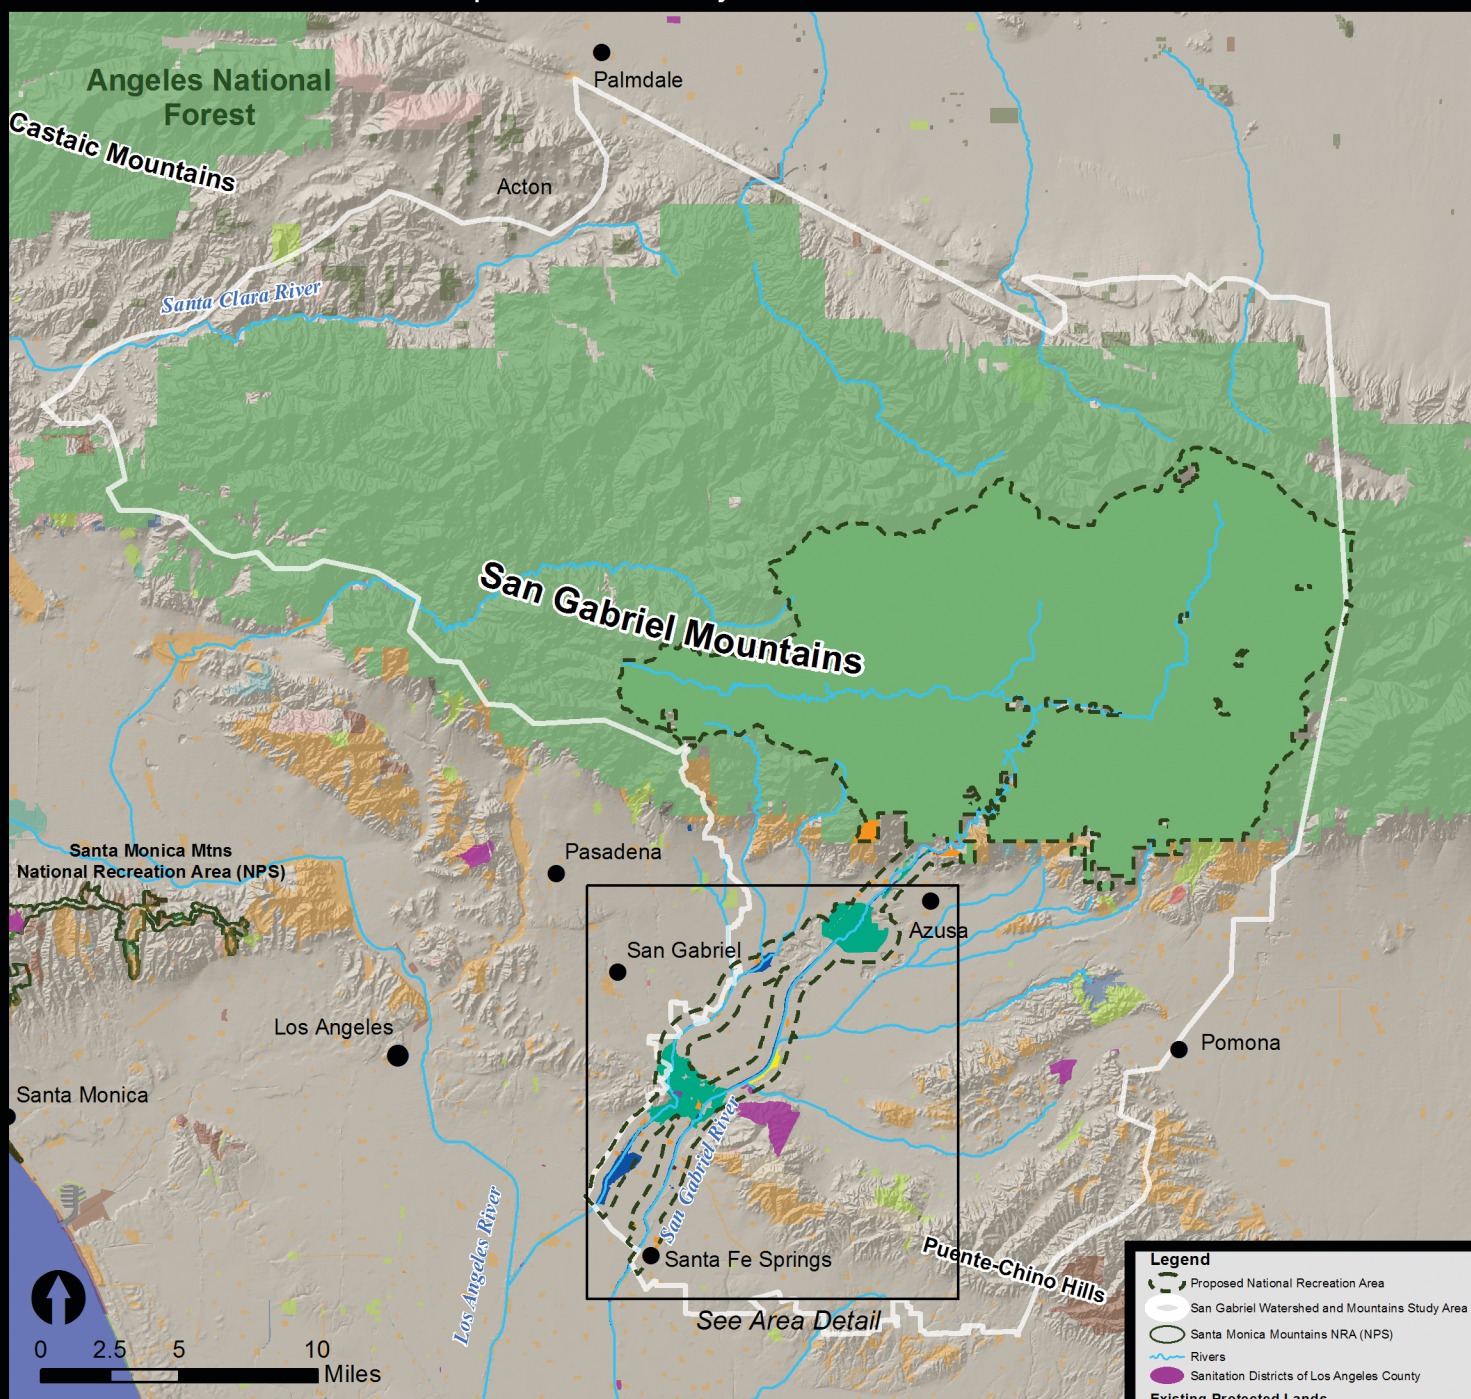 Palmdale
Angeles National
Forest
Castaic Mountains
Acton
Santa Clara River
San Gabriel Mountains
Santa Monica Mtns
National Recreation Area (NPS)
Pasadena
Azusa
San Gabriel
Los Angeles
Pomona
Santa Monica
San Gabriel River
Los Angeles River
Santa Fe Springs
Puente-Chino Hills
See Area Detail
0 2.5 5 10
Miles
Legend
Proposed National Recreation Area
San Gabriel Watershed and Mountains Study Area
Santa Monica Mountains NRA (NPS)
Rivers
Sanitation Districts of Los Angeles County
Existing Protected Lands